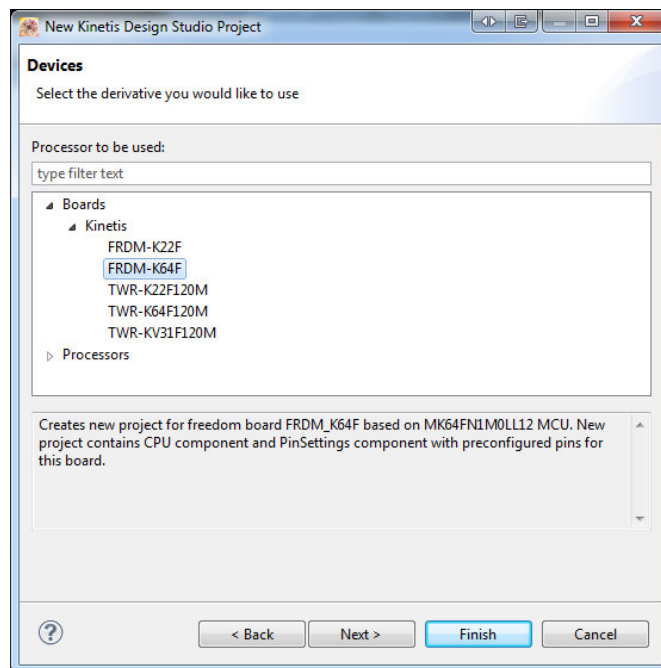 New Kinetis Design Studio Project
Devices
Select the derivative you would like to use
Processor to be used:
type filter text
Boards
Kinetis
FRDM-K22F
FRDM-K64F
TWR-K22F120M
TWR-K64F120M
TWR-KV31F120M
Processors
Creates new project for freedom board FRDM_K64F based on MK64FN1M0LL12 MCU. New
project contains CPU component and PinSettings component with preconfigured pins for
this board.
? < Back Next > Finish Cancel